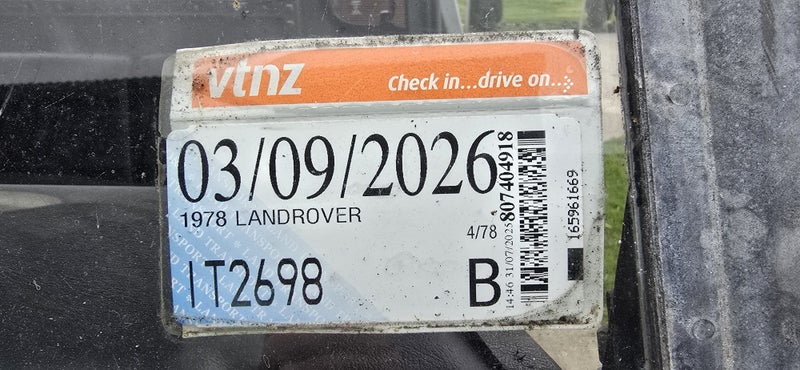 vtnz
Check in...drive on...
03/09/2026
1978 LANDROVER
4/78
IT2698
B
14:46 31/07/2025
807404918
165961669